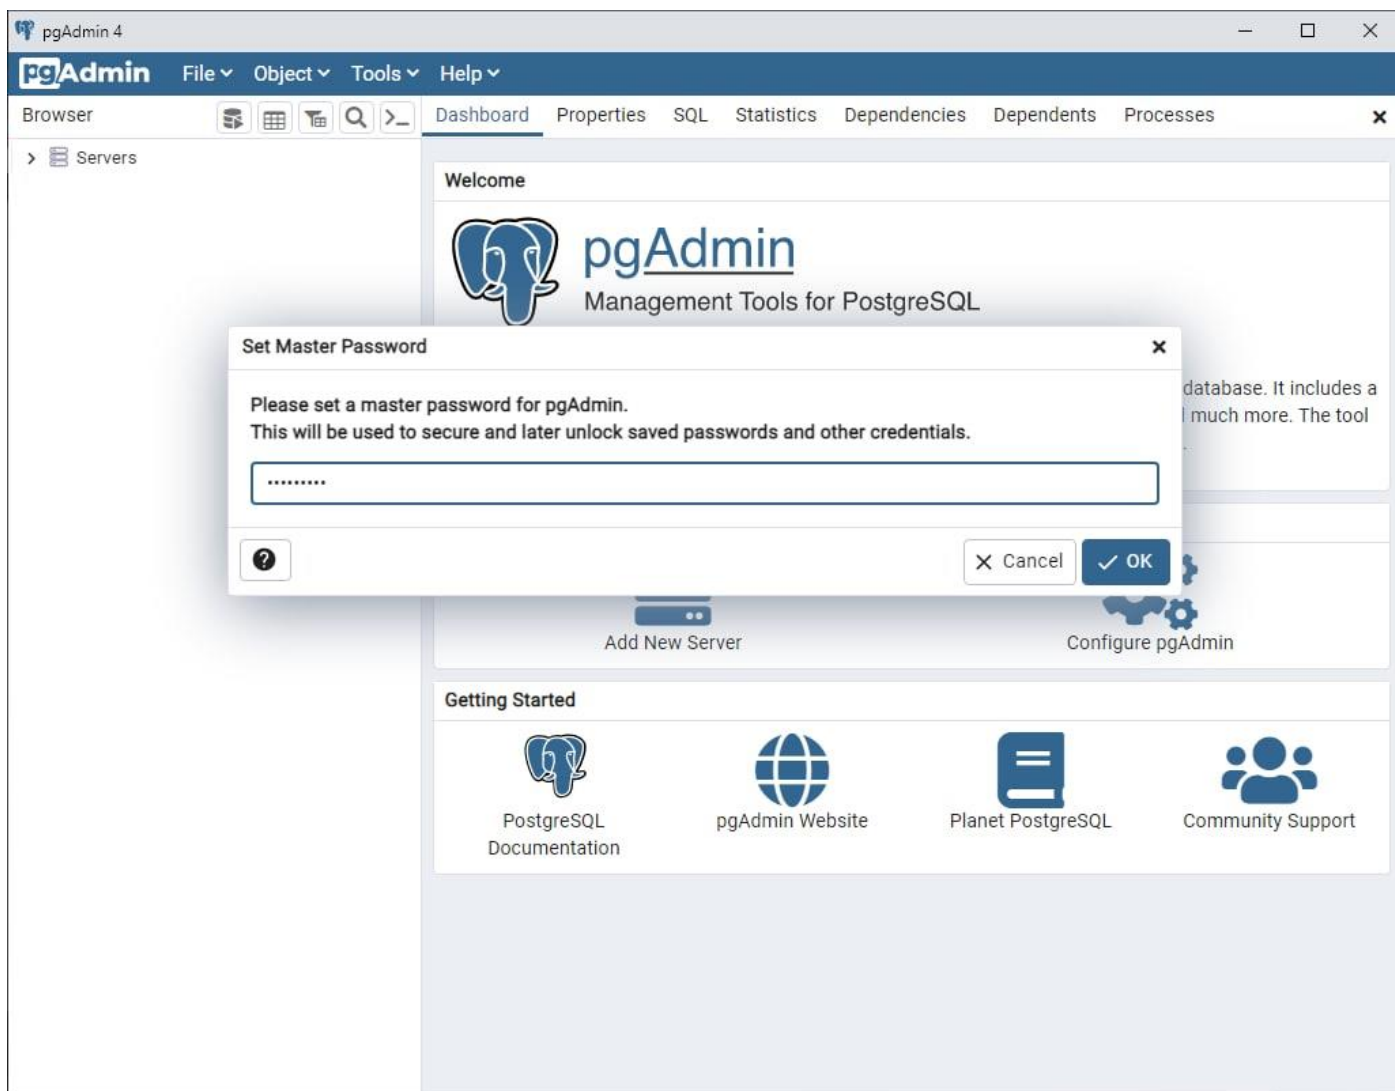 pgAdmin 4
pgAdmin File Object Tools Help
Browser
Dashboard Properties SQL Statistics Dependencies Dependents Processes
Servers
Welcome
pgAdmin
Management Tools for PostgreSQL
database. It includes a
much more. The tool
Set Master Password
Please set a master password for pgAdmin.
This will be used to secure and later unlock saved passwords and other credentials.
•••••••••
? Cancel OK
Add New Server
Configure pgAdmin
Getting Started
PostgreSQL
Documentation
pgAdmin Website
Planet PostgreSQL
Community Support